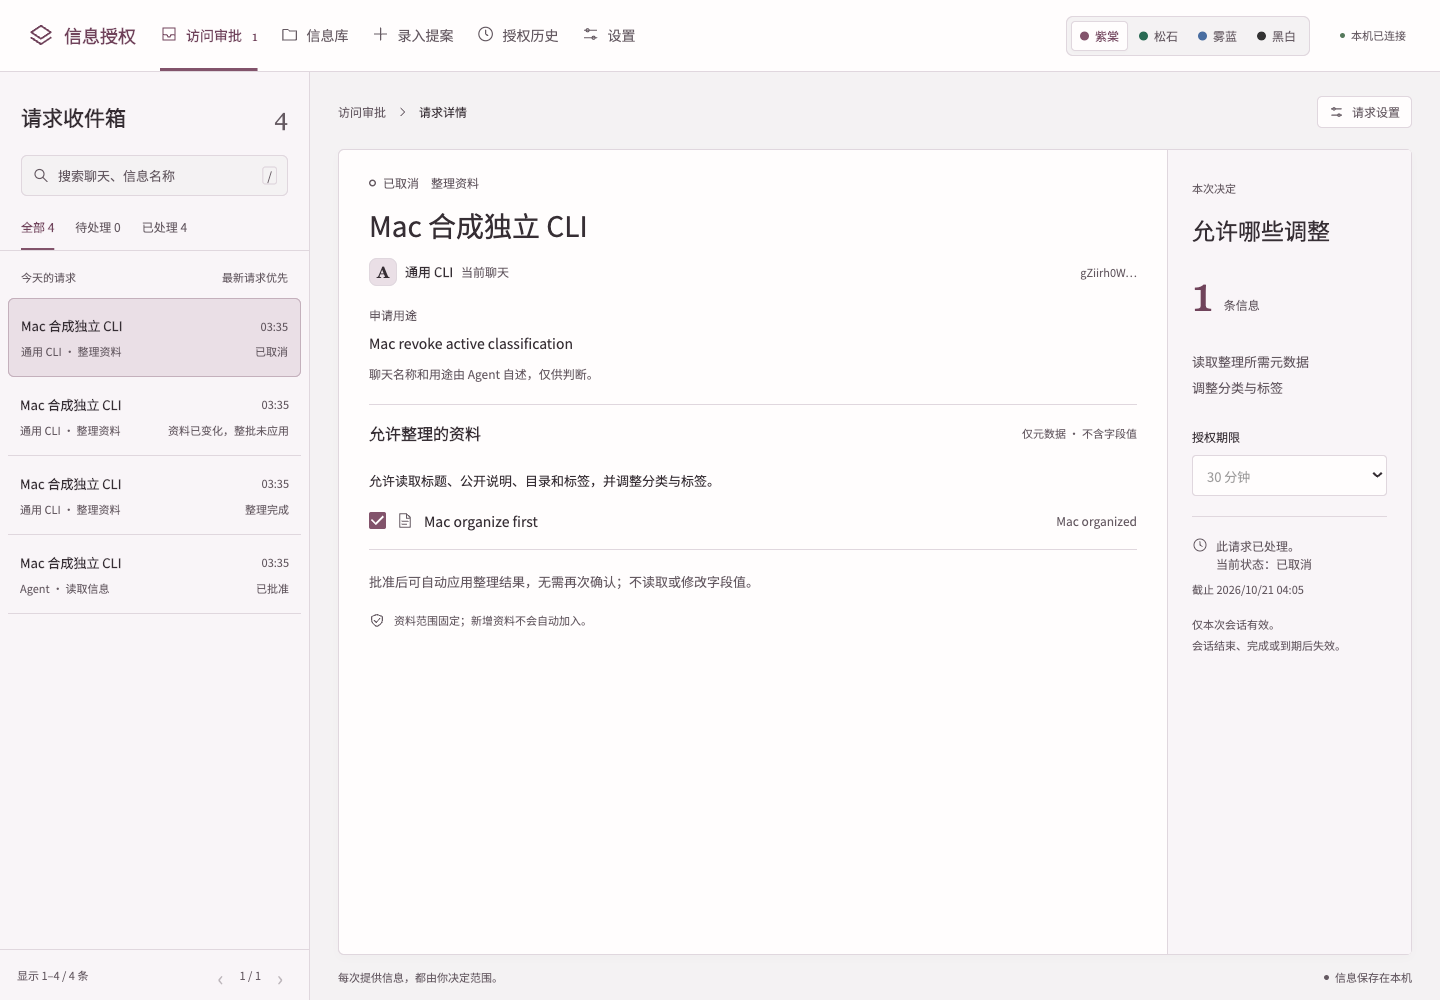 信息授权
访问审批 1
信息库
录入提案
授权历史
设置
紫棠
松石
雾蓝
黑白
本机已连接
请求收件箱
4
搜索聊天、信息名称
/
全部 4
待处理 0
已处理 4
今天的请求
最新请求优先
Mac 合成独立 CLI
03:35
通用 CLI · 整理资料
已取消
Mac 合成独立 CLI
03:35
通用 CLI · 整理资料
资料已变化，整批未应用
Mac 合成独立 CLI
03:35
通用 CLI · 整理资料
整理完成
Mac 合成独立 CLI
03:35
Agent · 读取信息
已批准
显示 1–4 / 4 条
‹
1 / 1
›
访问审批
请求详情
请求设置
已取消 整理资料
Mac 合成独立 CLI
A
通用 CLI 当前聊天
gZiirh0W…
申请用途
Mac revoke active classification
聊天名称和用途由 Agent 自述，仅供判断。
允许整理的资料
仅元数据 · 不含字段值
允许读取标题、公开说明、目录和标签，并调整分类与标签。
Mac organize first
Mac organized
批准后可自动应用整理结果，无需再次确认；不读取或修改字段值。
资料范围固定；新增资料不会自动加入。
本次决定
允许哪些调整
1 条信息
读取整理所需元数据
调整分类与标签
授权期限
30 分钟
此请求已处理。
当前状态：已取消
截止 2026/10/21 04:05
仅本次会话有效。
会话结束、完成或到期后失效。
每次提供信息，都由你决定范围。
信息保存在本机